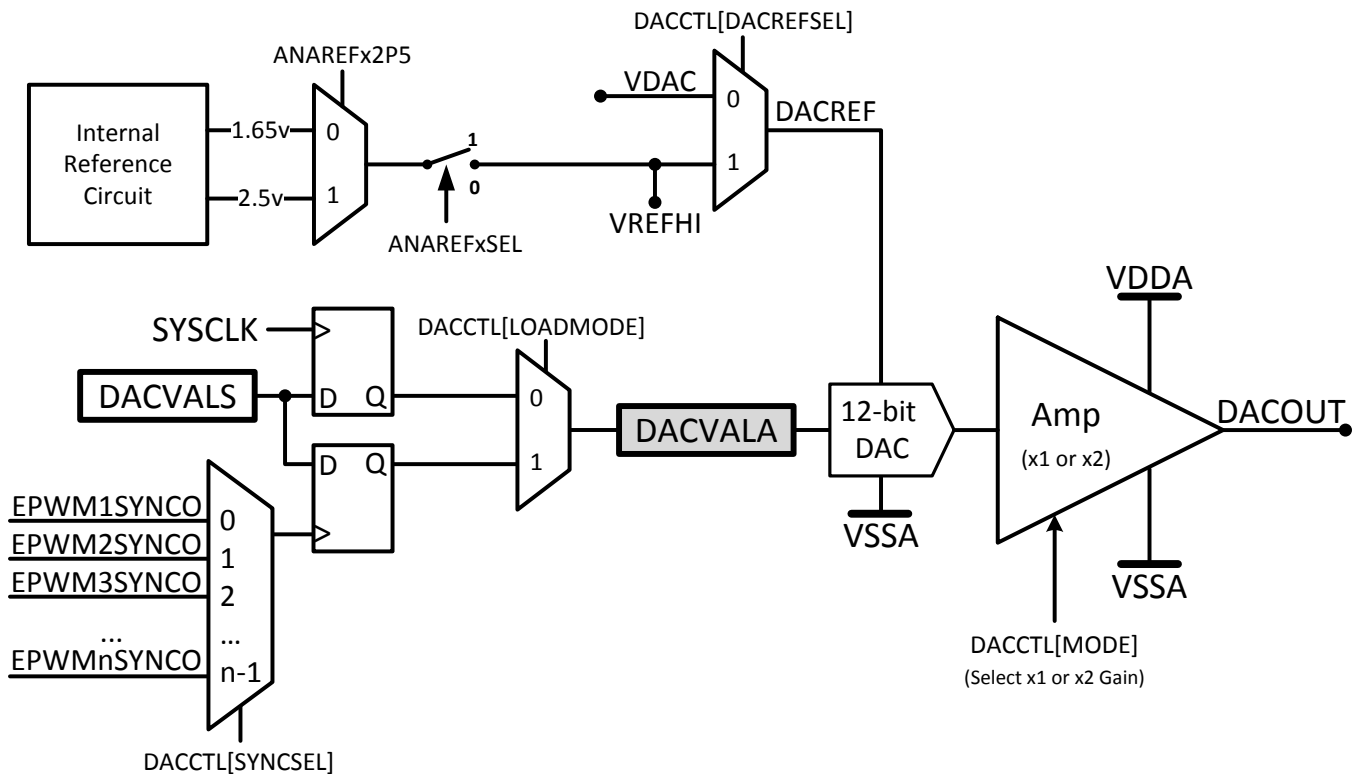 DACCTL[DACREFSEL]
ANAREFx2P5
VDAC
0
DACREF
Internal
Reference
Circuit
1.65v
0
2.5v
1
1
0
1
VREFHI
ANAREFxSEL
VDDA
SYSCLK
DACCTL[LOADMODE]
DACVALS
D
Q
0
D
Q
1
DACVALA
12-bit
DAC
Amp
(x1 or x2)
DACOUT
VSSA
VSSA
EPWM1SYNCO
0
EPWM2SYNCO
1
EPWM3SYNCO
2
...
...
EPWMnSYNCO
n-1
DACCTL[MODE]
(Select x1 or x2 Gain)
DACCTL[SYNCSEL]